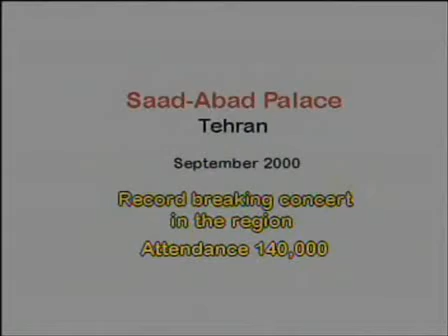 Saad-Abad Palace
Tehran
September 2000
Record breaking concert
in the region
Attendance 140,000